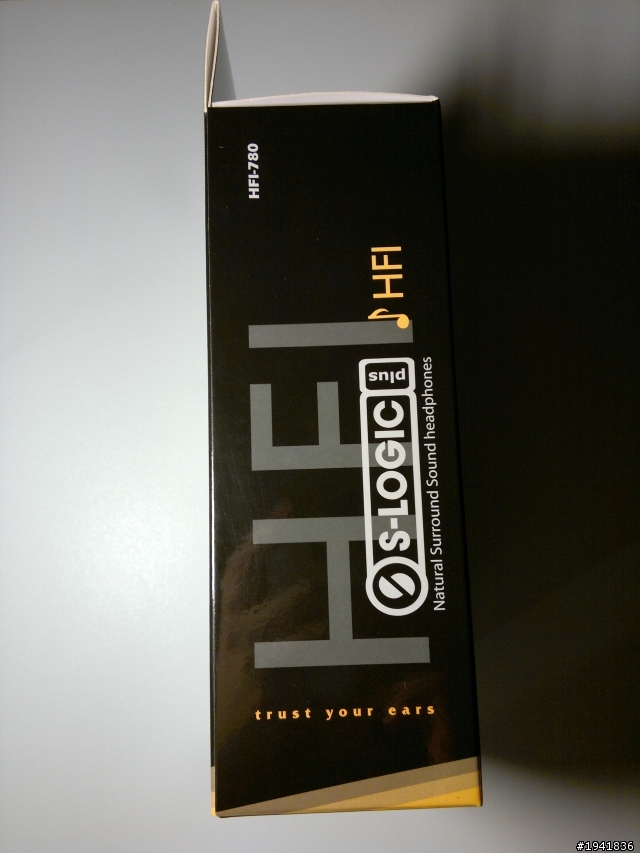 HFI-780
HFI
HFI
S-LOGIC plus
Natural Surround Sound headphones
trust your ears
#1941836